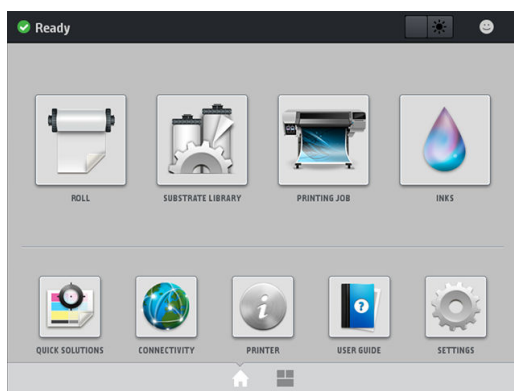 Ready
ROLL
SUBSTRATE LIBRARY
PRINTING JOB
INKS
QUICK SOLUTIONS
CONNECTIVITY
PRINTER
USER GUIDE
SETTINGS